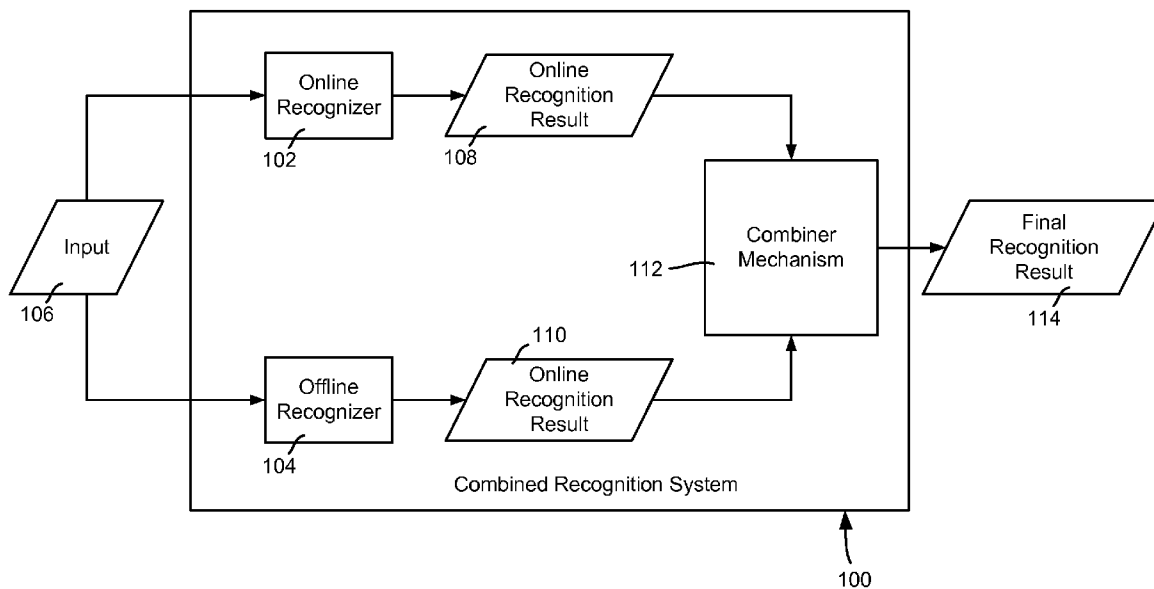 Online
Recognizer
102
Online
Recognition
Result
108
Input
106
112
Combiner
Mechanism
Final
Recognition
Result
114
110
Offline
Recognizer
104
Online
Recognition
Result
Combined Recognition System
100